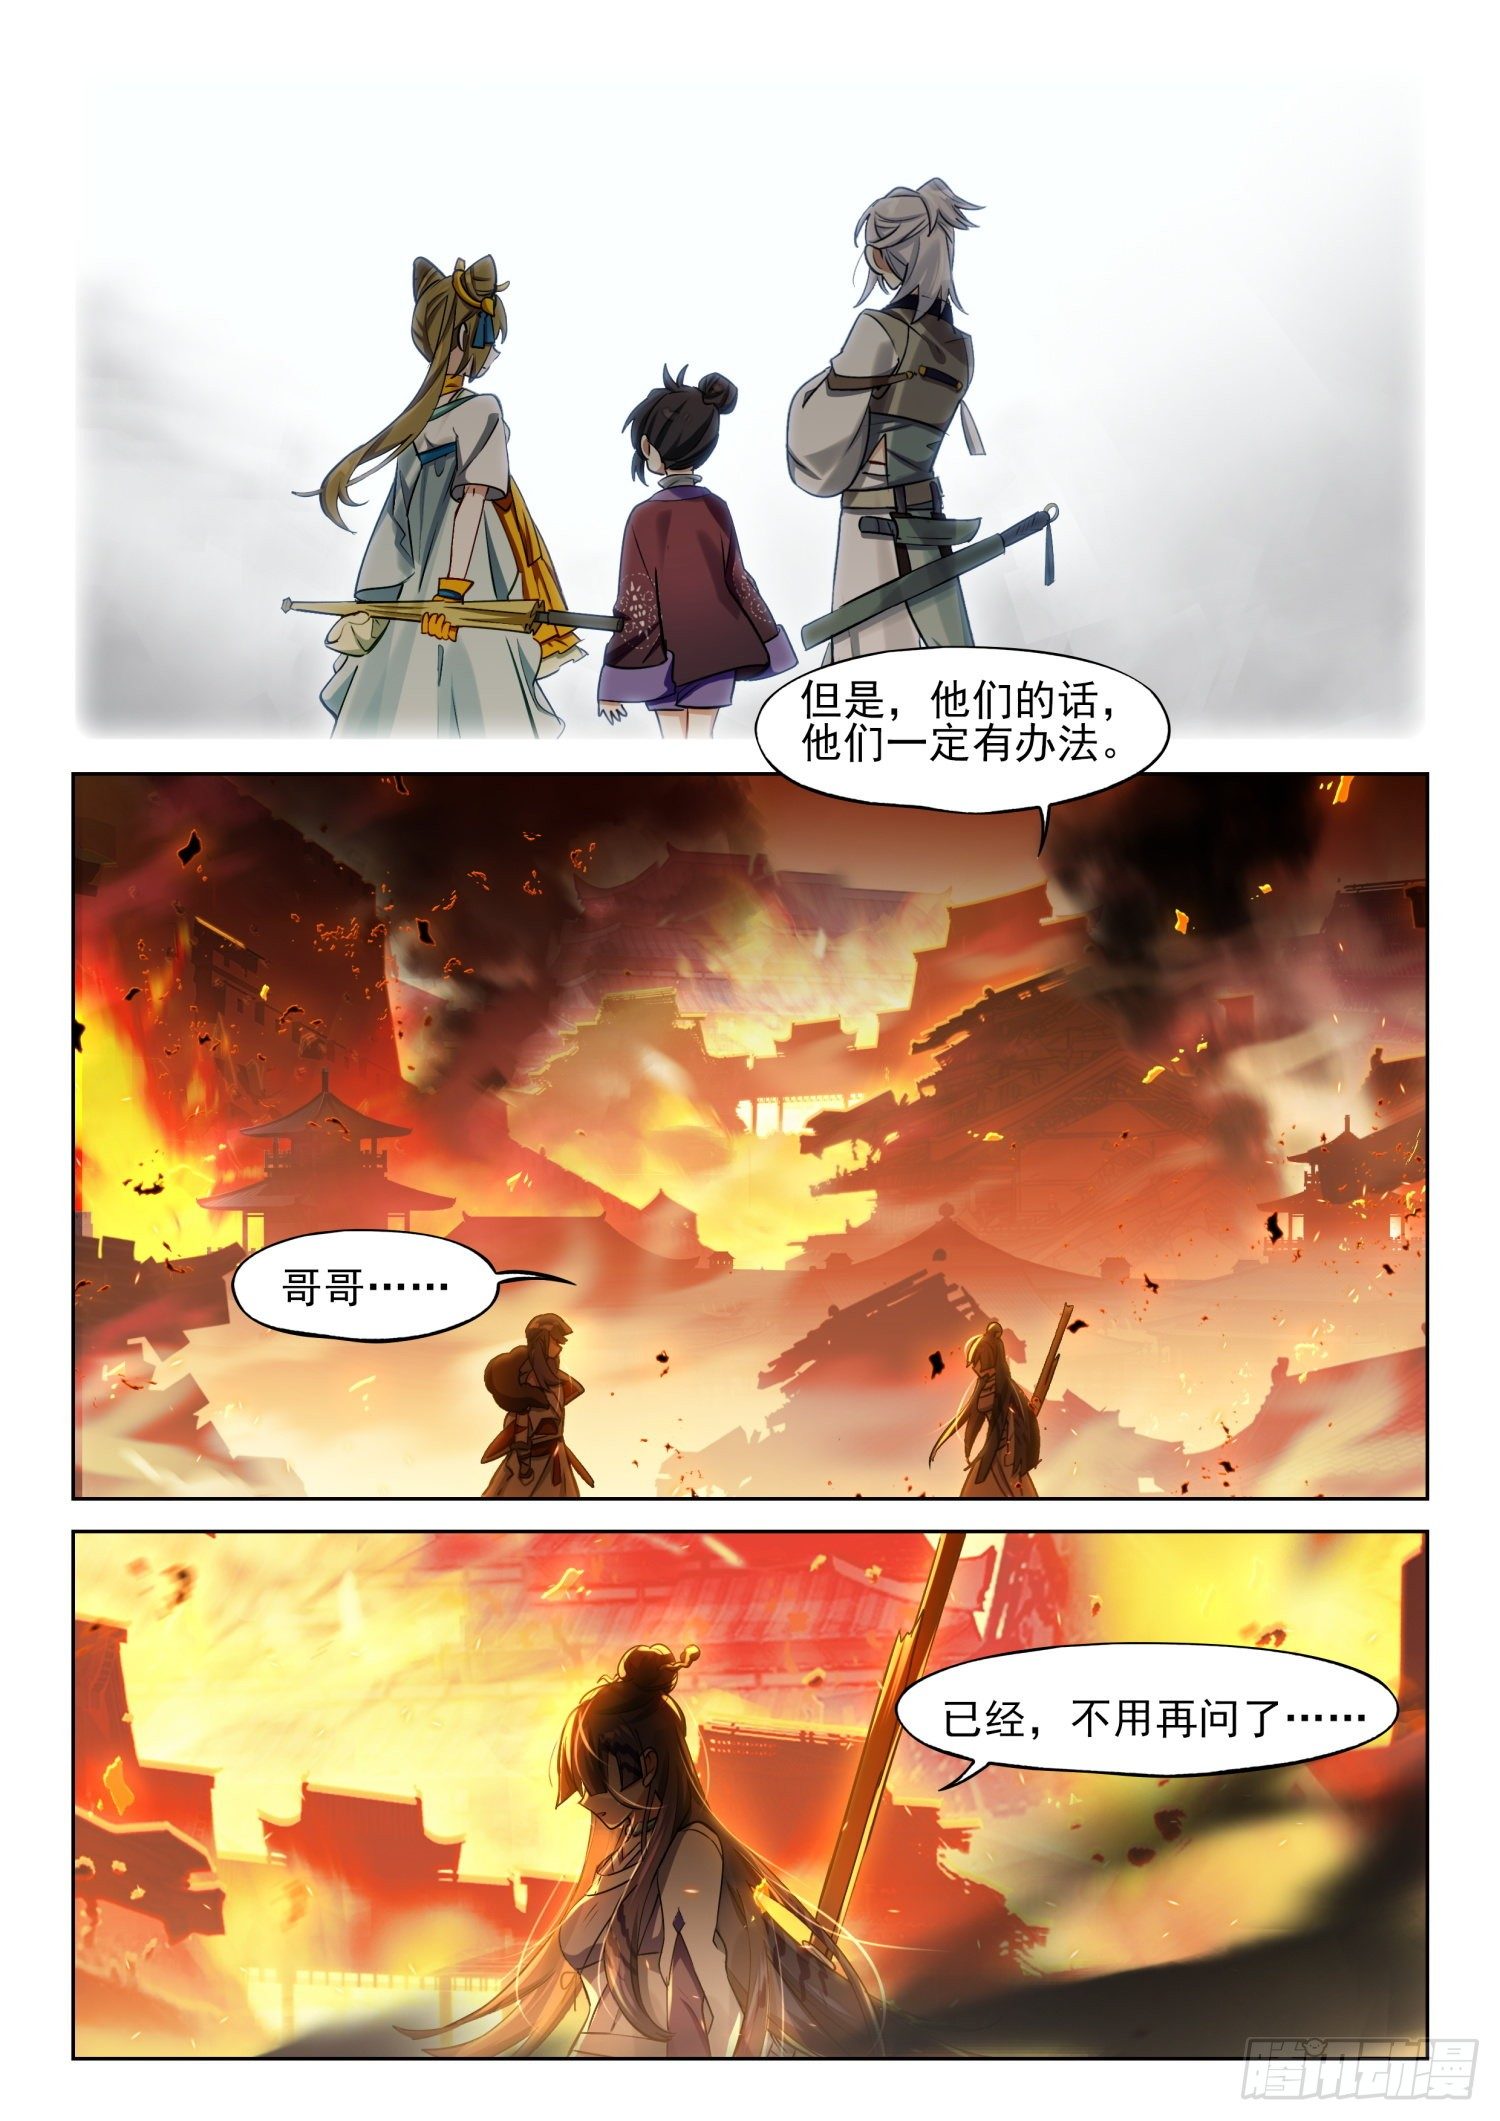 但是，他们的话，
他们一定有办法。
哥哥……
已经，不用再问了……
腾讯动漫